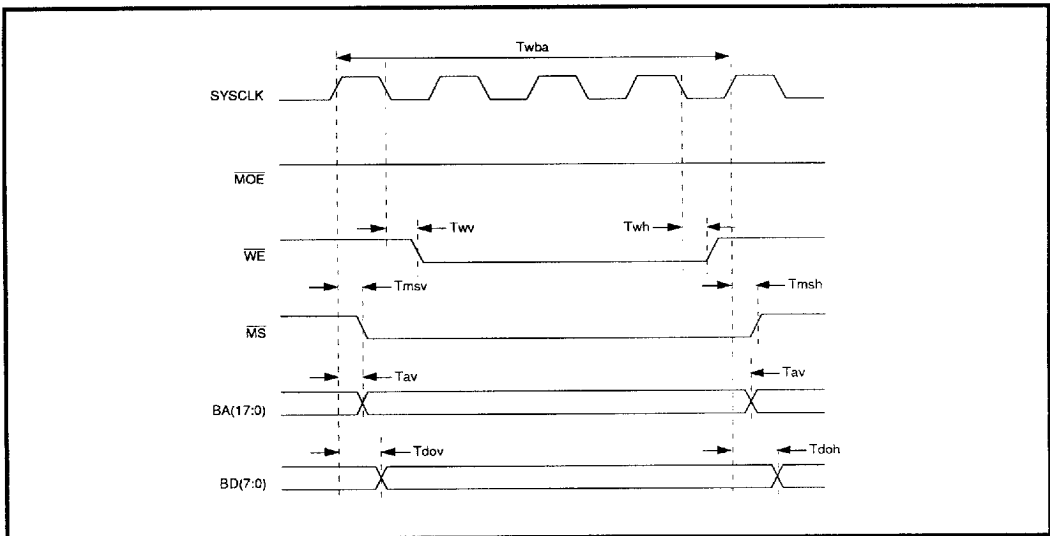 Twba
SYSCLK
MOE
Twv
Twh
WE
Tmsv
Tmsh
MS
Tav
Tav
BA(17:0)
Tdov
Tdoh
BD(7:0)